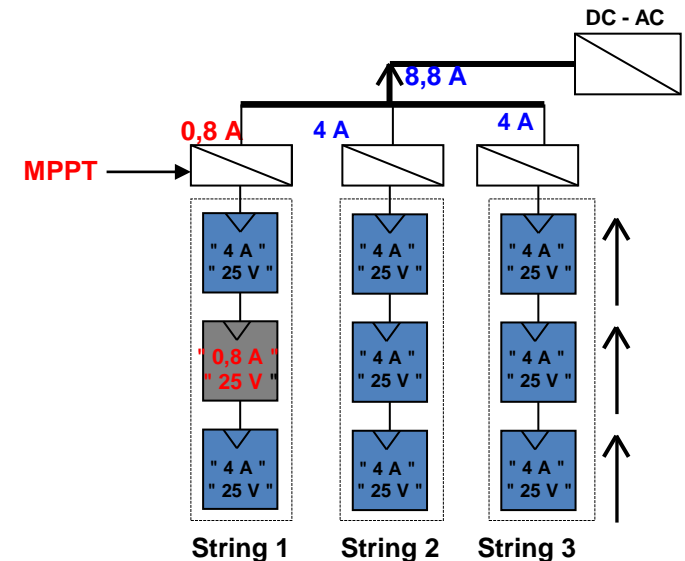 DC - AC
8,8 A
0,8 A
4 A
4 A
MPPT
" 4 A "
" 25 V "
" 4 A "
" 25 V "
" 4 A "
" 25 V "
" 0,8 A "
" 25 V "
" 4 A "
" 25 V "
" 4 A "
" 25 V "
" 4 A "
" 25 V "
" 4 A "
" 25 V "
" 4 A "
" 25 V "
String 1
String 2
String 3